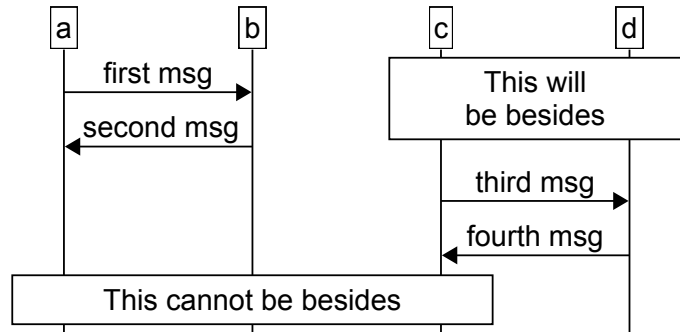 a b c d
first msg
This will
be besides
second msg
third msg
fourth msg
This cannot be besides